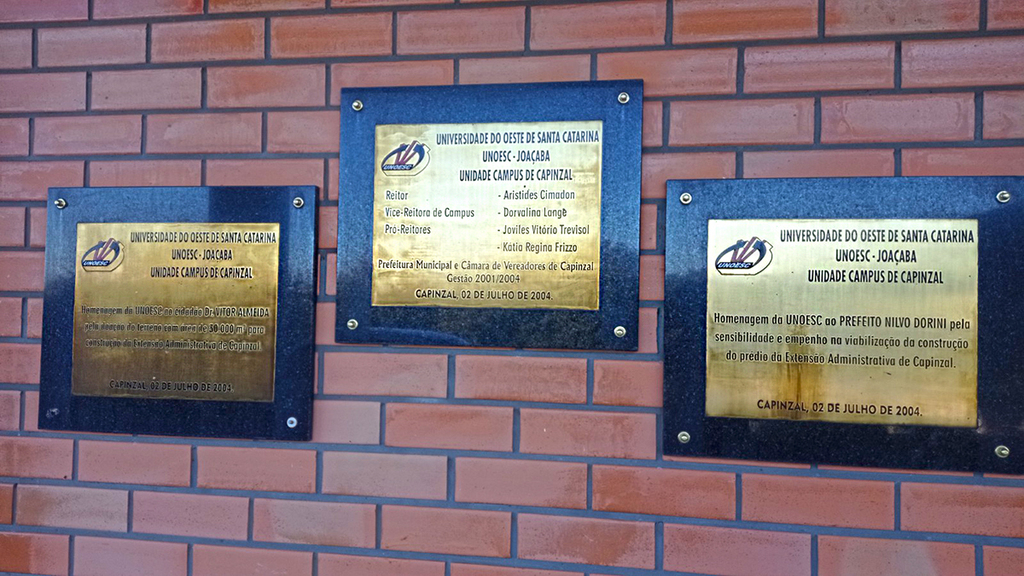 UNIVERSIDADE DO OESTE DE SANTA CATARINA
UNOESC - JOAÇABA
UNIDADE CAMPUS DE CAPINZAL
UNOESC
Homenagem da UNOESC ao cidadão Dr. VITOR ALMEIDA
pela doação do terreno com área de 50.000 m², para
construção da Extensão Administrativa de Capinzal.
CAPINZAL, 02 DE JULHO DE 2004.
UNIVERSIDADE DO OESTE DE SANTA CATARINA
UNOESC - JOAÇABA
UNIDADE CAMPUS DE CAPINZAL
UNOESC
Reitor - Aristides Cimadon
Vice-Reitora de Campus - Dorvalina Langé
Pró-Reitores - Joviles Vitório Trevisol
- Katia Regina Frizzo
Prefeitura Municipal e Câmara de Vereadores de Capinzal
Gestão 2001/2004
CAPINZAL, 02 DE JULHO DE 2004.
UNIVERSIDADE DO OESTE DE SANTA CATARINA
UNOESC - JOAÇABA
UNIDADE CAMPUS DE CAPINZAL
UNOESC
Homenagem da UNOESC ao PREFEITO NILVO DORINI pela
sensibilidade e empenho na viabilização da construção
do prédio da Extensão Administrativa de Capinzal.
CAPINZAL, 02 DE JULHO DE 2004.